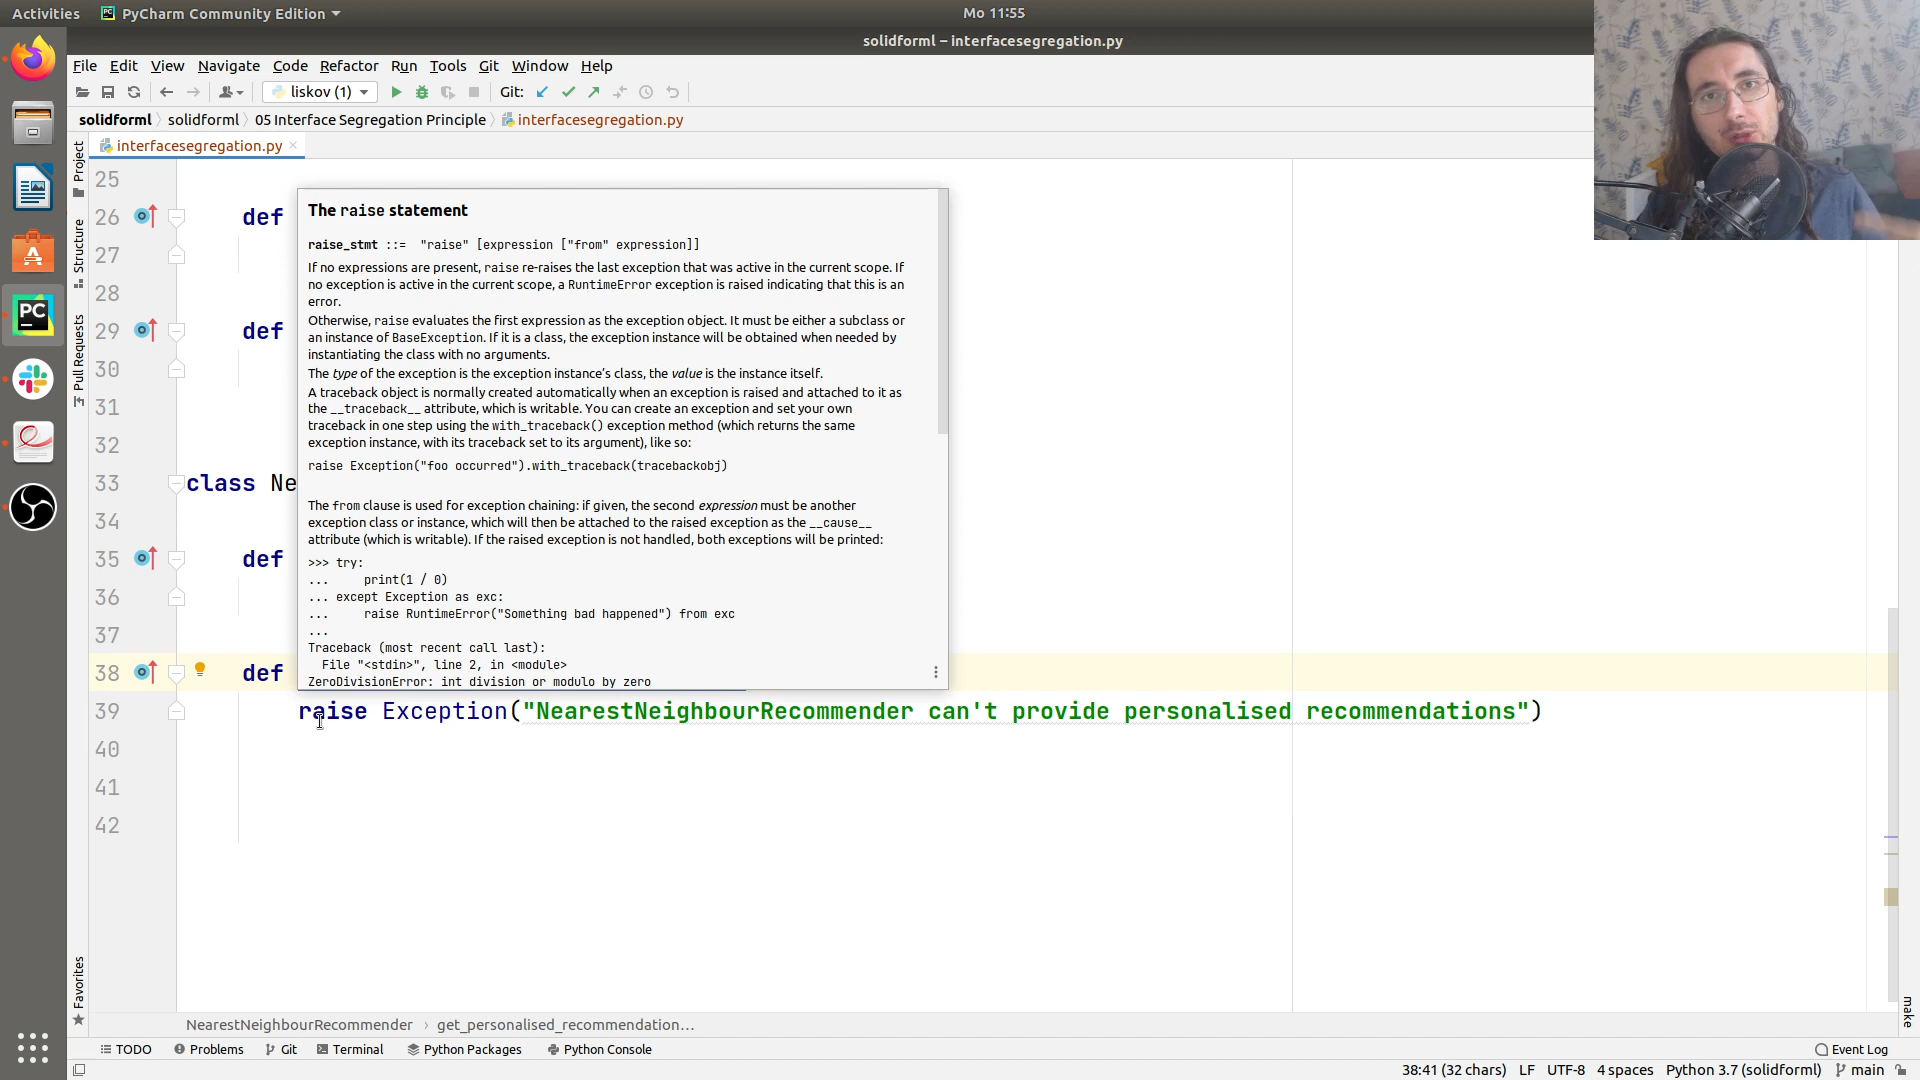 Activities
PyCharm Community Edition
Mo 11:55
solidforml – interfacesegregation.py
File Edit View Navigate Code Refactor Run Tools Git Window Help
liskov (1)
Git:
solidforml
solidforml
05 Interface Segregation Principle
interfacesegregation.py
interfacesegregation.py
Project
Structure
Pull Requests
Favorites
25
26 def
27
28
29 def
30
31
32
33 class Ne
34
35 def
36
37
38 def
39 raise Exception("NearestNeighbourRecommender can't provide personalised recommendations")
40
41
42
The raise statement
raise_stmt ::= "raise" [expression ["from" expression]]
If no expressions are present, raise re-raises the last exception that was active in the current scope. If
no exception is active in the current scope, a RuntimeError exception is raised indicating that this is an
error.
Otherwise, raise evaluates the first expression as the exception object. It must be either a subclass or
an instance of BaseException. If it is a class, the exception instance will be obtained when needed by
instantiating the class with no arguments.
The type of the exception is the exception instance's class, the value is the instance itself.
A traceback object is normally created automatically when an exception is raised and attached to it as
the __traceback__ attribute, which is writable. You can create an exception and set your own
traceback in one step using the with_traceback() exception method (which returns the same
exception instance, with its traceback set to its argument), like so:
raise Exception("foo occurred").with_traceback(tracebackobj)
The from clause is used for exception chaining: if given, the second expression must be another
exception class or instance, which will then be attached to the raised exception as the __cause__
attribute (which is writable). If the raised exception is not handled, both exceptions will be printed:
>>> try:
...     print(1 / 0)
... except Exception as exc:
...     raise RuntimeError("Something bad happened") from exc
...
Traceback (most recent call last):
  File "<stdin>", line 2, in <module>
ZeroDivisionError: int division or modulo by zero
make
NearestNeighbourRecommender
get_personalised_recommendation...
TODO
Problems
Git
Terminal
Python Packages
Python Console
Event Log
38:41 (32 chars) LF UTF-8 4 spaces Python 3.7 (solidforml) main
PC